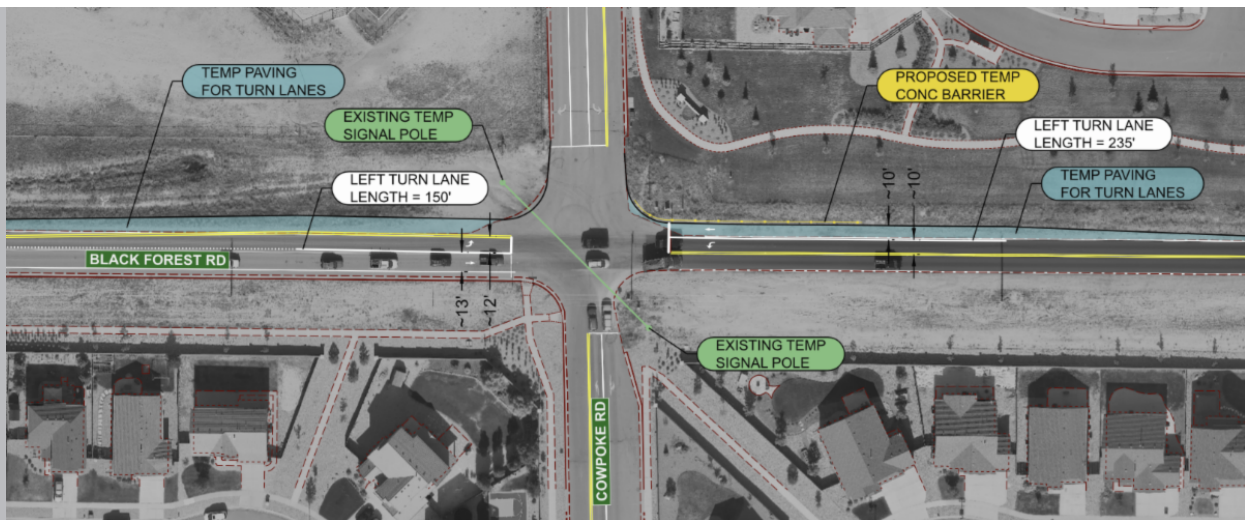 TEMP PAVING
FOR TURN LANES
EXISTING TEMP
SIGNAL POLE
LEFT TURN LANE
LENGTH = 150'
PROPOSED TEMP
CONC BARRIER
LEFT TURN LANE
LENGTH = 235'
TEMP PAVING
FOR TURN LANES
~10'
~10'
BLACK FOREST RD
~13'
~12'
EXISTING TEMP
SIGNAL POLE
COWPOKE RD